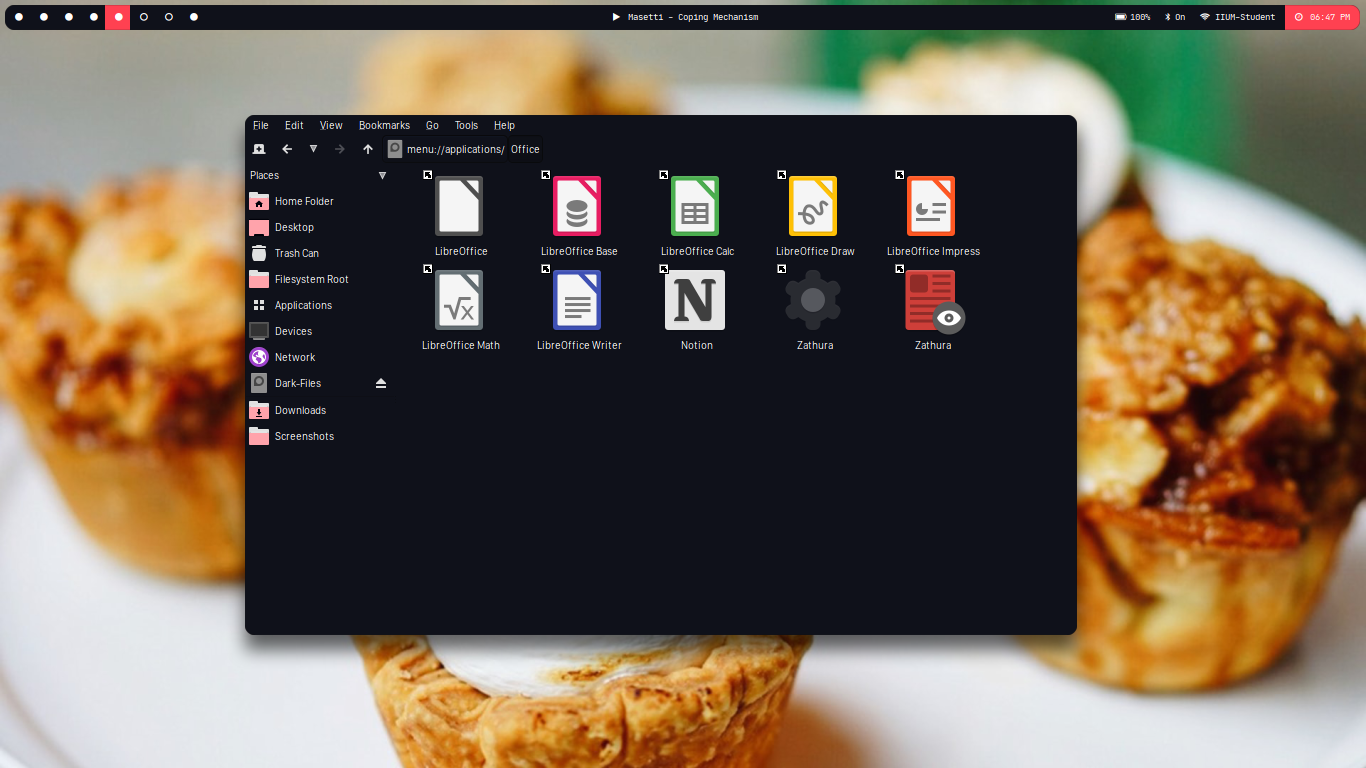 Masetti - Coping Mechanism
100% On IIUM-Student 06:47 PM
File Edit View Bookmarks Go Tools Help
menu://applications/ Office
Places
Home Folder
Desktop
Trash Can
Filesystem Root
Applications
Devices
Network
Dark-Files
Downloads
Screenshots
LibreOffice LibreOffice Base LibreOffice Calc LibreOffice Draw LibreOffice Impress
LibreOffice Math LibreOffice Writer Notion Zathura Zathura